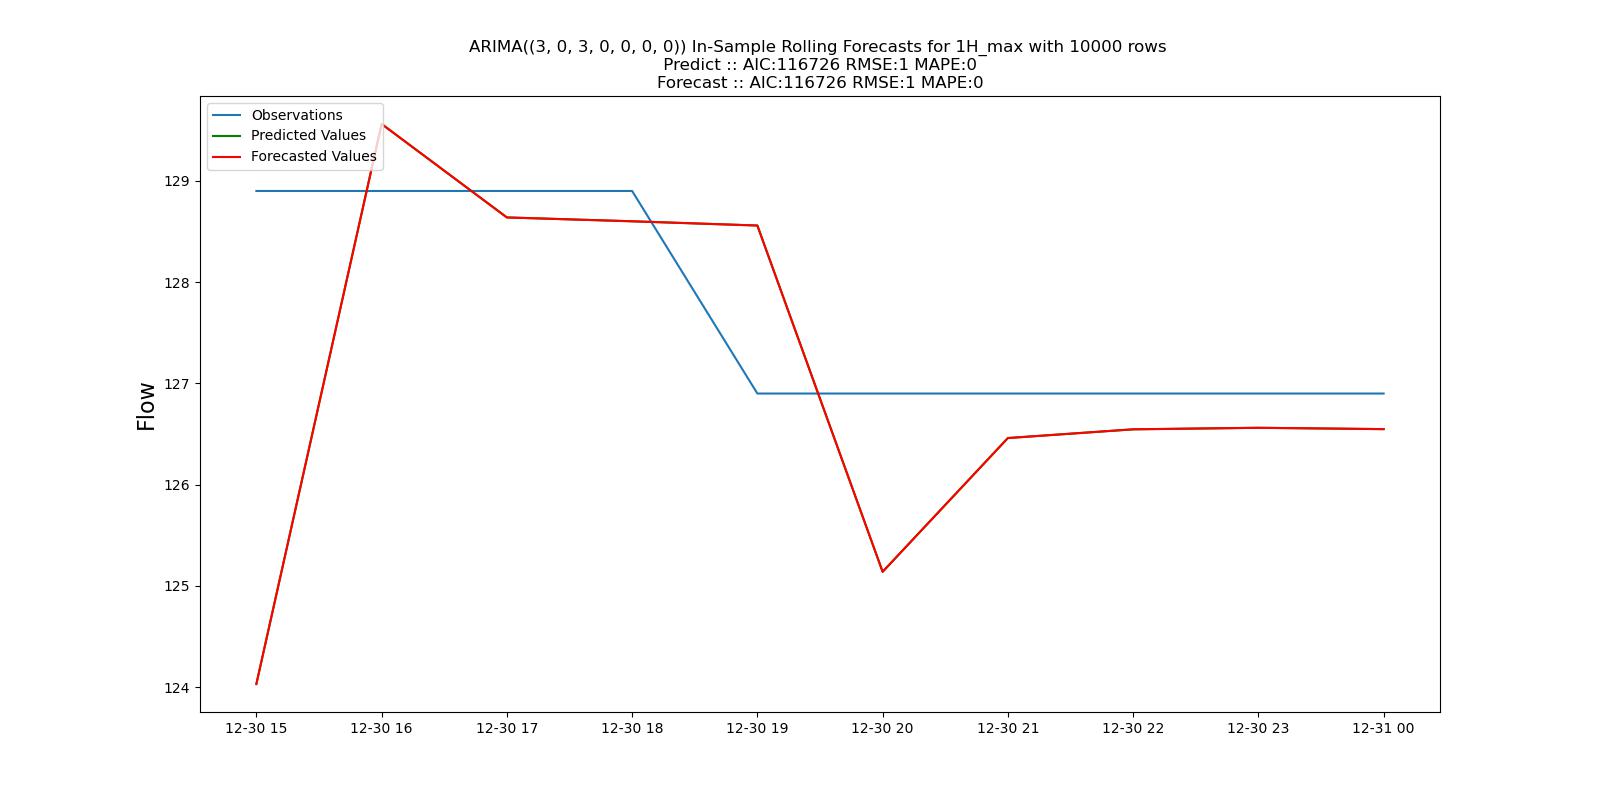 ARIMA((3, 0, 3, 0, 0, 0, 0)) In-Sample Rolling Forecasts for 1H_max with 10000 rows
Predict :: AIC:116726 RMSE:1 MAPE:0
Forecast :: AIC:116726 RMSE:1 MAPE:0
Observations
Predicted Values
Forecasted Values
129
128
127
126
125
124
Flow
12-30 15
12-30 16
12-30 17
12-30 18
12-30 19
12-30 20
12-30 21
12-30 22
12-30 23
12-31 00